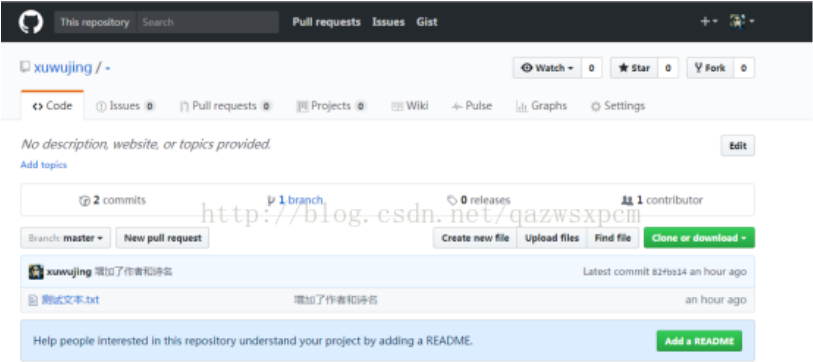 This repository Search Pull requests Issues Gist
xuwujing / - Watch 0 Star 0 Fork 0
Code Issues 0 Pull requests 0 Projects 0 Wiki Pulse Graphs Settings
No description, website, or topics provided. Edit
Add topics
2 commits 1 branch 0 releases 1 contributor
http://blog.csdn.net/qazwsxpcm
Branch: master New pull request Create new file Upload files Find file Clone or download
xuwujing 增加了作者和诗名 Latest commit an hour ago
测试文本.txt 增加了作者和诗名 an hour ago
Help people interested in this repository understand your project by adding a README. Add a README